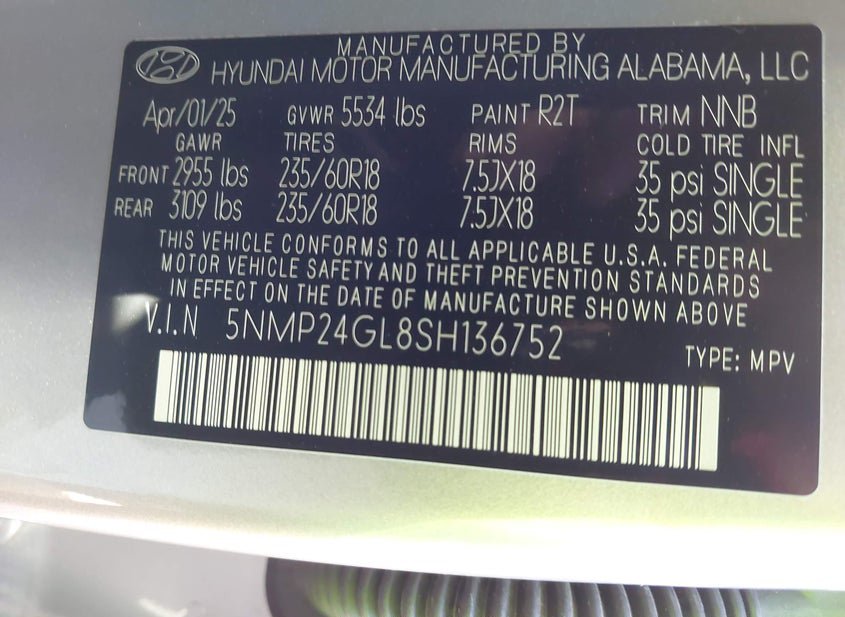 MANUFACTURED BY
HYUNDAI MOTOR MANUFACTURING ALABAMA, LLC
Apr/01/25 GVWR 5534 lbs PAINT R2T TRIM NNB
GAWR TIRES RIMS COLD TIRE INFL
FRONT 2955 lbs 235/60R18 7.5JX18 35 psi SINGLE
REAR 3109 lbs 235/60R18 7.5JX18 35 psi SINGLE
THIS VEHICLE CONFORMS TO ALL APPLICABLE U.S.A. FEDERAL
MOTOR VEHICLE SAFETY AND THEFT PREVENTION STANDARDS
IN EFFECT ON THE DATE OF MANUFACTURE SHOWN ABOVE
V.I.N 5NMP24GL8SH136752
TYPE: MPV